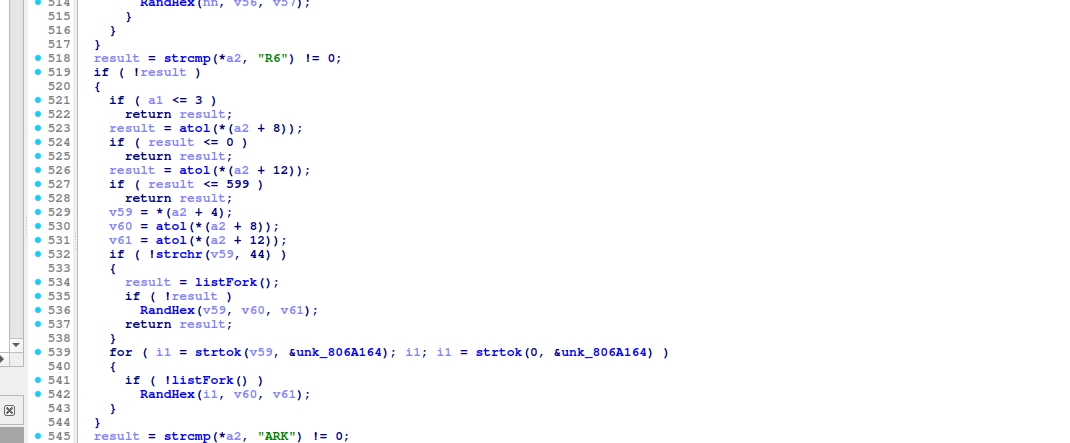 514 RandHex(nn, v56, v57);
515 }
516 }
517 }
518 result = strcmp(*a2, "R6") != 0;
519 if ( !result )
520 {
521 if ( a1 <= 3 )
522 return result;
523 result = atol(*(a2 + 8));
524 if ( result <= 0 )
525 return result;
526 result = atol(*(a2 + 12));
527 if ( result <= 599 )
528 return result;
529 v59 = *(a2 + 4);
530 v60 = atol(*(a2 + 8));
531 v61 = atol(*(a2 + 12));
532 if ( !strchr(v59, 44) )
533 {
534 result = listFork();
535 if ( !result )
536 RandHex(v59, v60, v61);
537 return result;
538 }
539 for ( i1 = strtok(v59, &unk_806A164); i1; i1 = strtok(0, &unk_806A164) )
540 {
541 if ( !listFork() )
542 RandHex(i1, v60, v61);
543 }
544 }
545 result = strcmp(*a2, "ARK") != 0;